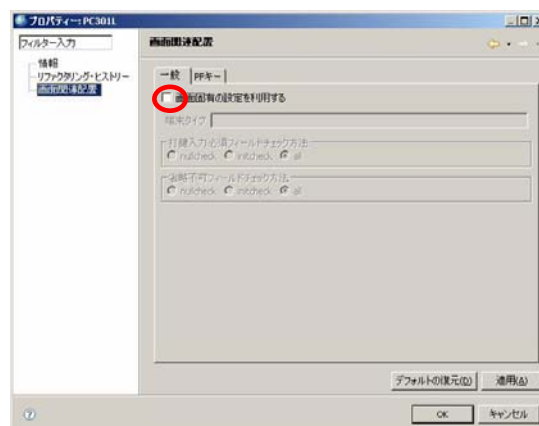 プロパティー: PC301L
フィルター入力
情報
リファクタリング・ヒストリー
画面関連配置
画面関連配置
一般
PFキー
画面固有の設定を利用する
端末タイプ
打鍵入力必須フィールドチェック方法
nullcheck initcheck all
省略不可フィールドチェック方法
nullcheck initcheck all
デフォルトの復元(D)
適用(A)
OK
キャンセル